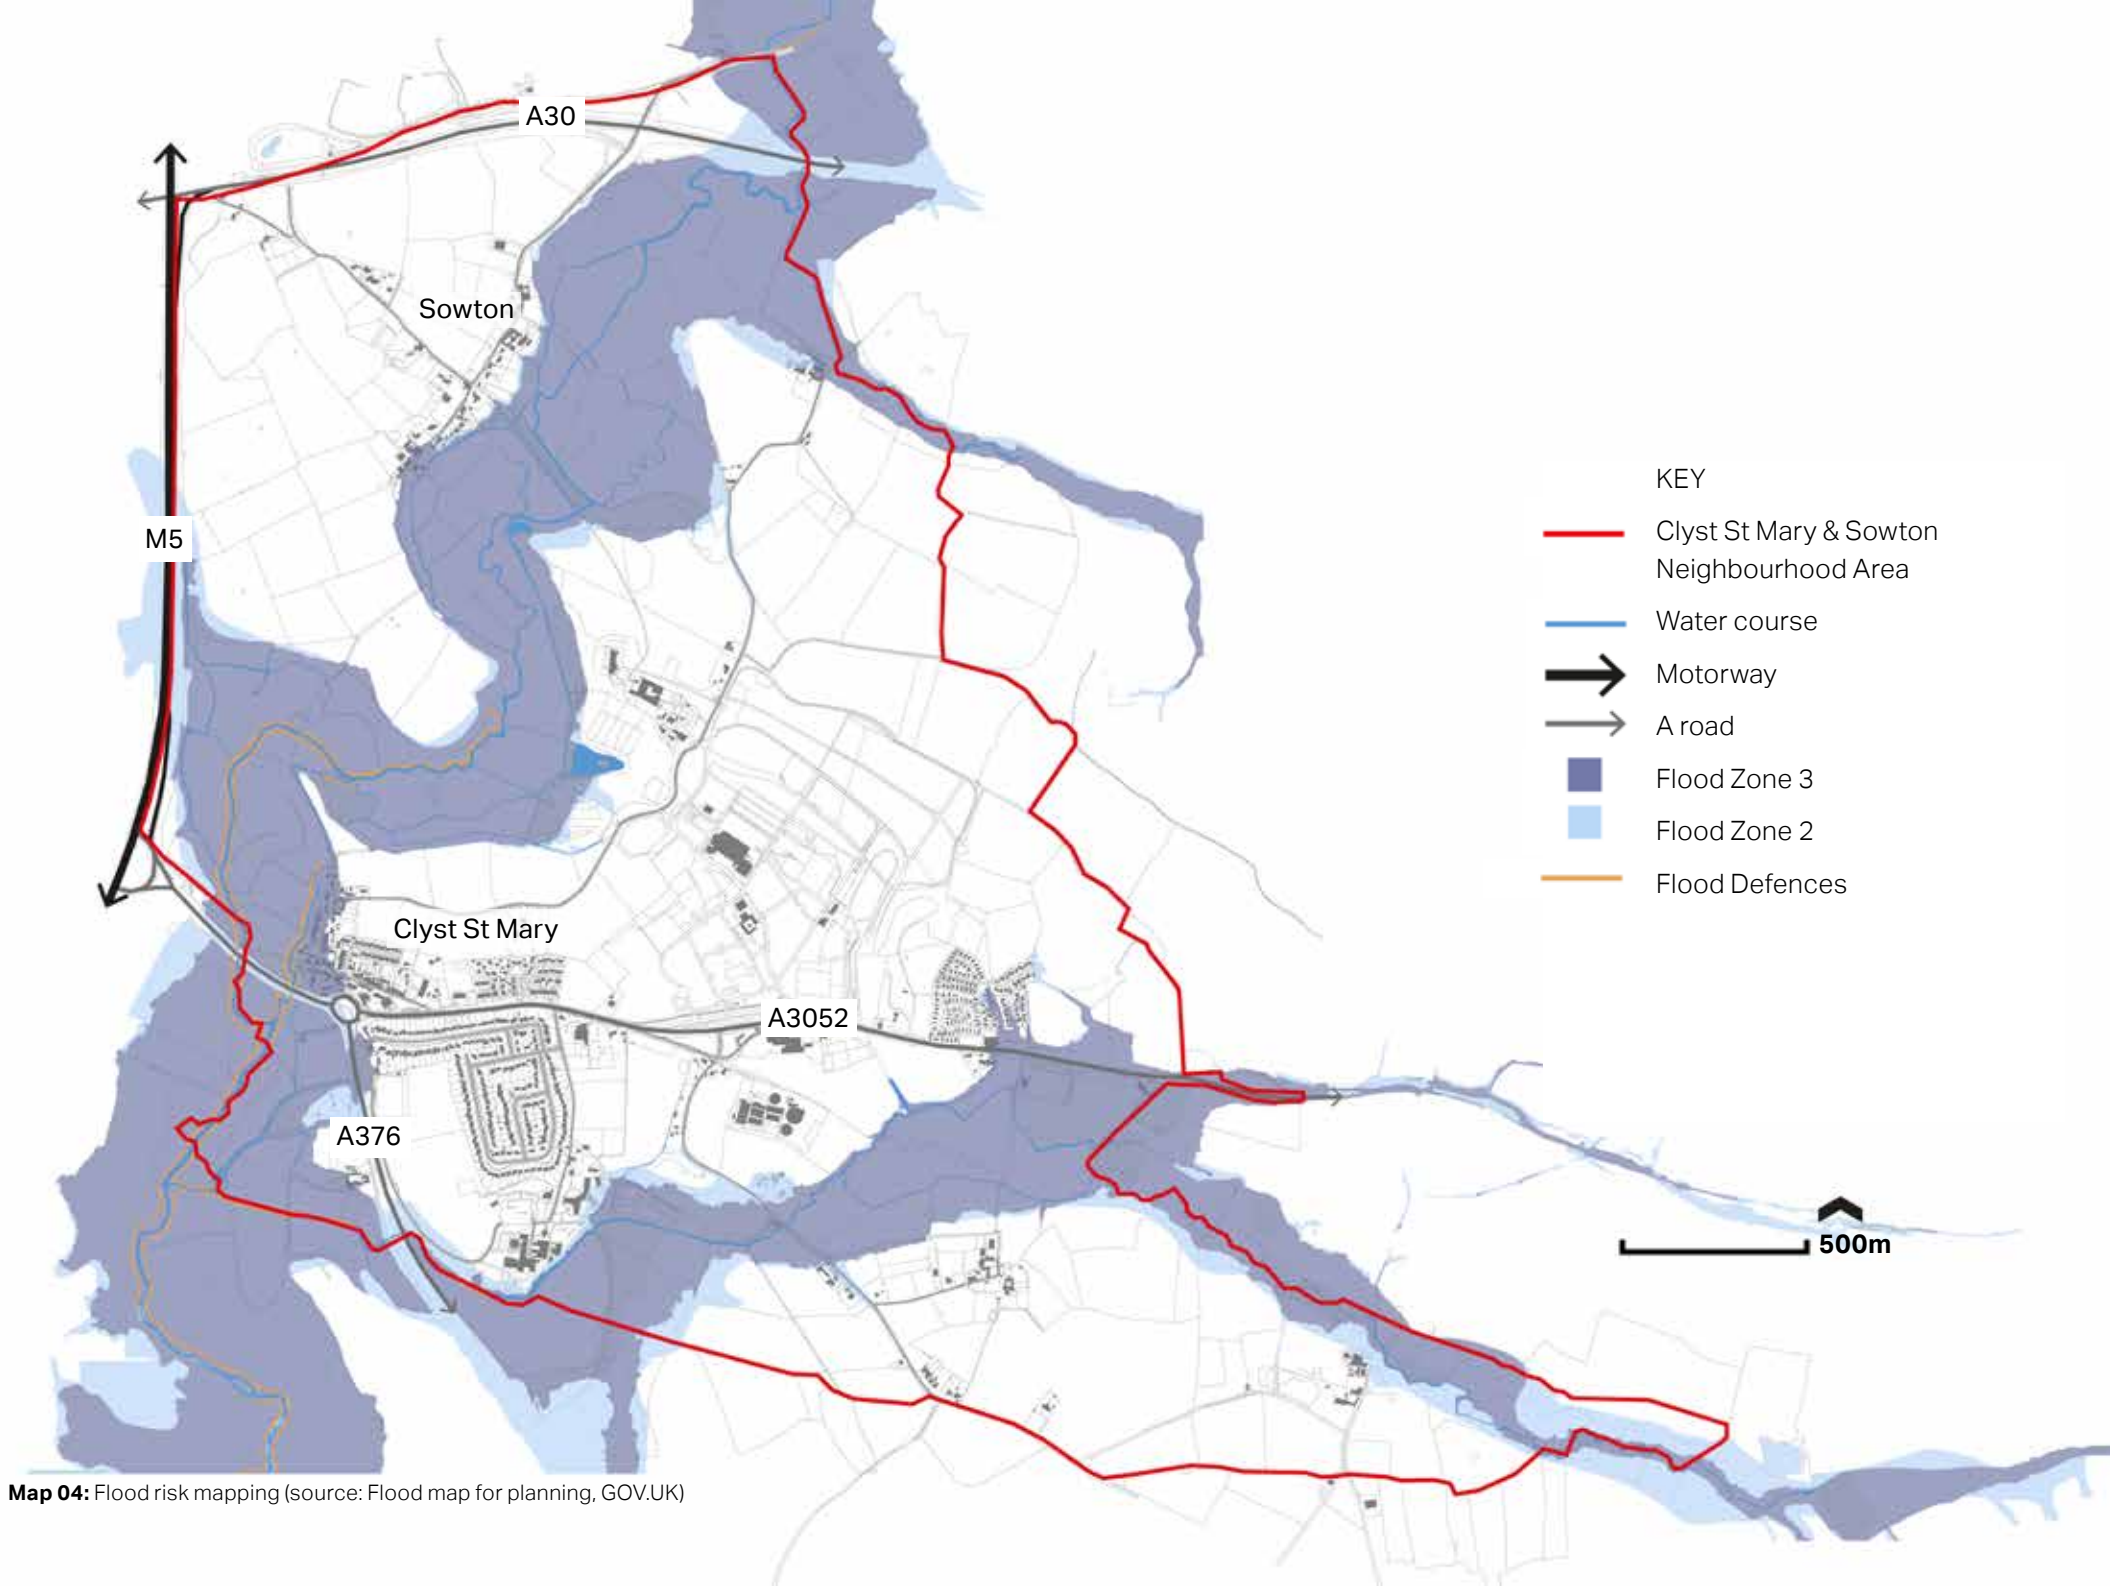 A30
Sowton
M5
Clyst St Mary
A3052
A376
KEY
Clyst St Mary & Sowton
Neighbourhood Area
Water course
Motorway
A road
Flood Zone 3
Flood Zone 2
Flood Defences
500m
Map 04: Flood risk mapping (source: Flood map for planning, GOV.UK)